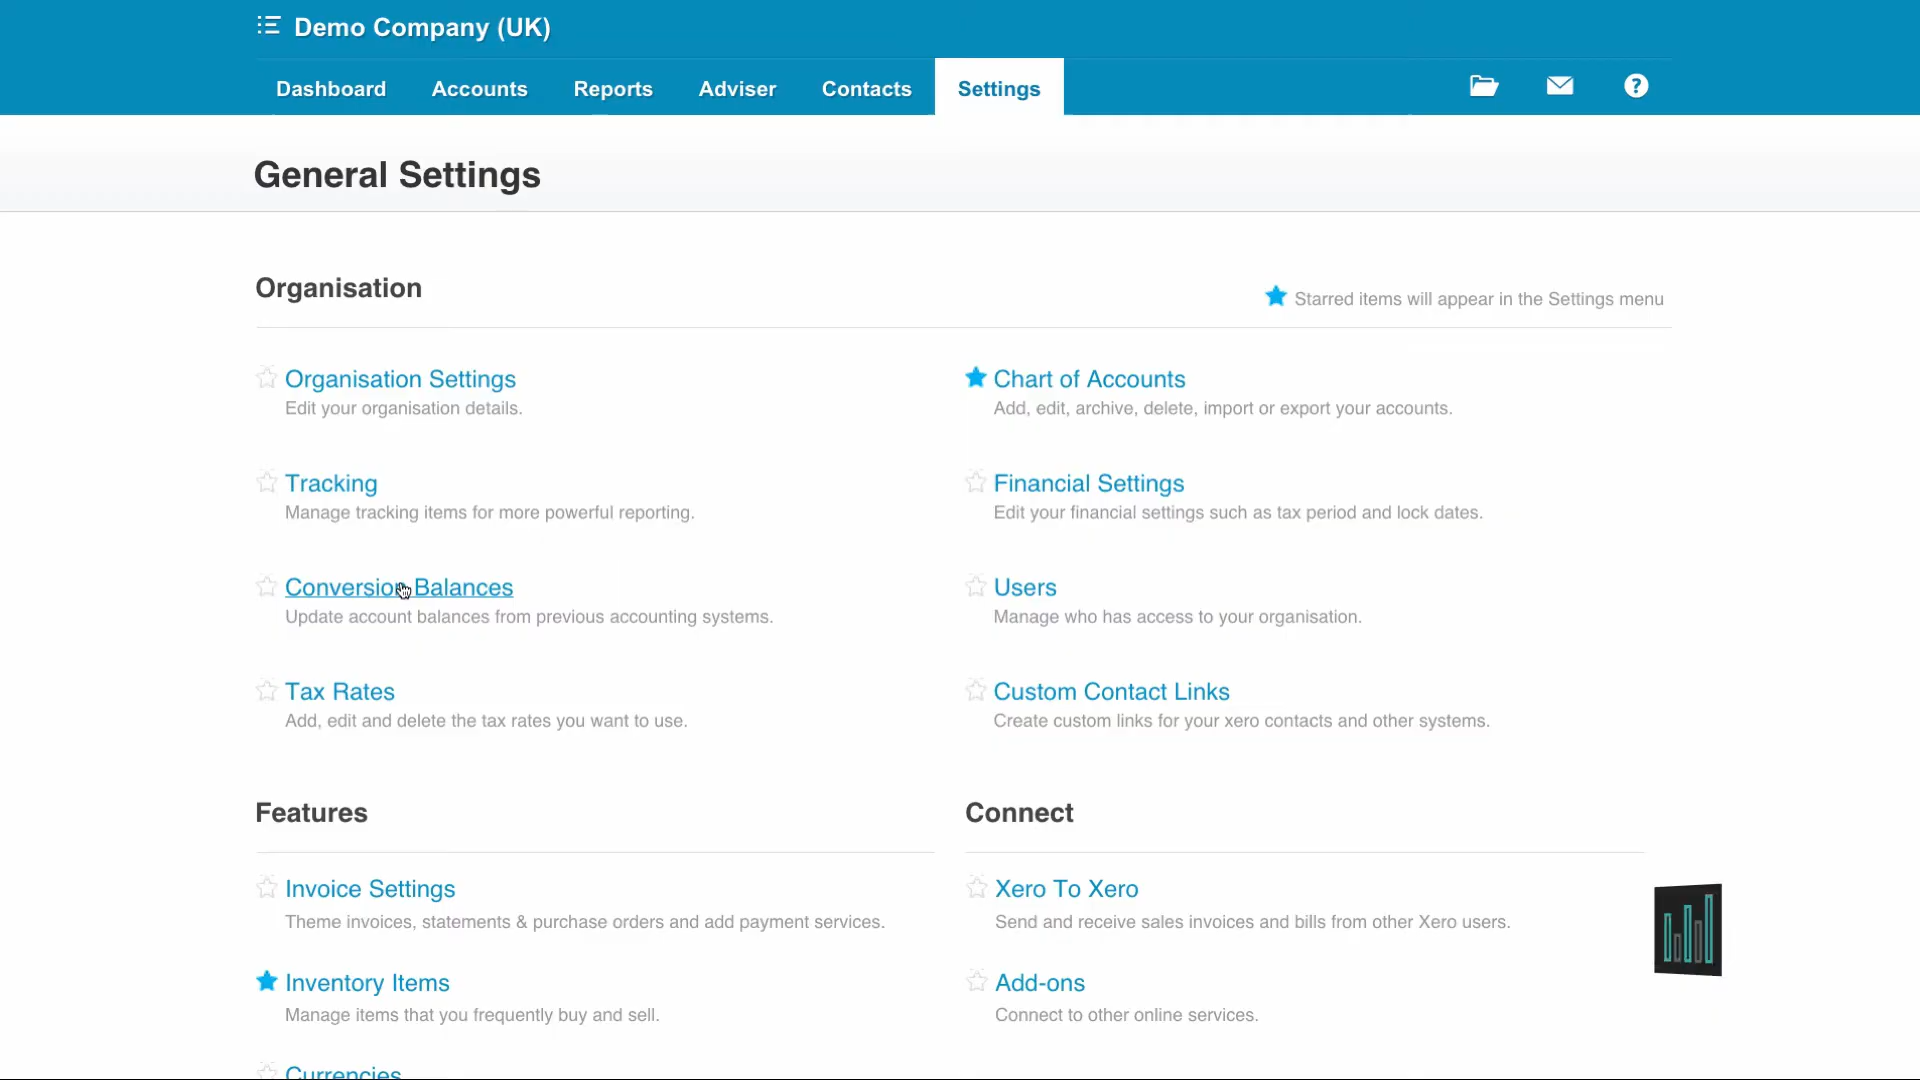 Demo Company (UK)
Dashboard Accounts Reports Adviser Contacts Settings ?
General Settings
Organisation
Starred items will appear in the Settings menu
Organisation Settings
Edit your organisation details.
Chart of Accounts
Add, edit, archive, delete, import or export your accounts.
Tracking
Manage tracking items for more powerful reporting.
Financial Settings
Edit your financial settings such as tax period and lock dates.
Conversion Balances
Update account balances from previous accounting systems.
Users
Manage who has access to your organisation.
Tax Rates
Add, edit and delete the tax rates you want to use.
Custom Contact Links
Create custom links for your xero contacts and other systems.
Features
Invoice Settings
Theme invoices, statements & purchase orders and add payment services.
Inventory Items
Manage items that you frequently buy and sell.
Currencies
Connect
Xero To Xero
Send and receive sales invoices and bills from other Xero users.
Add-ons
Connect to other online services.